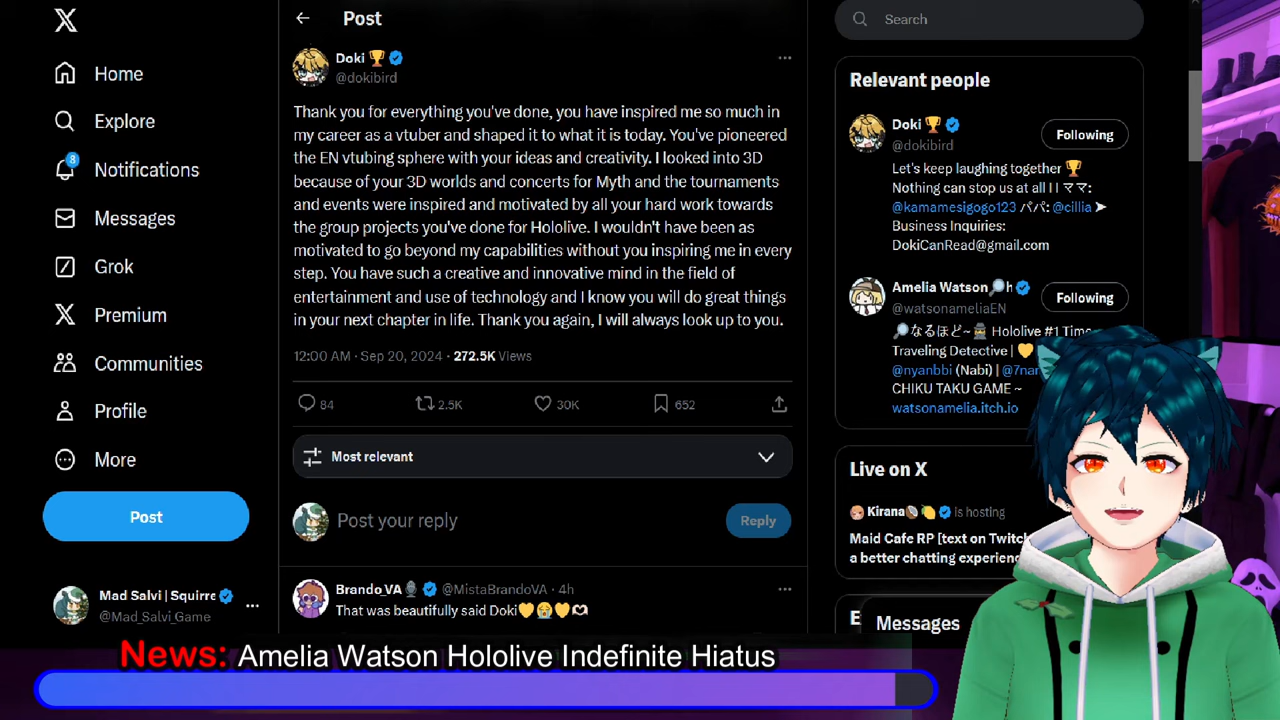 Home
Explore
8
Notifications
Messages
Grok
Premium
Communities
Profile
More
Post
Mad Salvi | Squirre
@Mad_Salvi_Game
Post
Doki 🏆
@dokibird
Thank you for everything you've done, you have inspired me so much in
my career as a vtuber and shaped it to what it is today. You've pioneered
the EN vtubing sphere with your ideas and creativity. I looked into 3D
because of your 3D worlds and concerts for Myth and the tournaments
and events were inspired and motivated by all your hard work towards
the group projects you've done for Hololive. I wouldn't have been as
motivated to go beyond my capabilities without you inspiring me in every
step. You have such a creative and innovative mind in the field of
entertainment and use of technology and I know you will do great things
in your next chapter in life. Thank you again, I will always look up to you.
12:00 AM · Sep 20, 2024 · 272.5K Views
84 2.5K 30K 652
Most relevant
Post your reply
Reply
Brando_VA @MistaBrandoVA · 4h
That was beautifully said Doki💛😭💛🫶
Search
Relevant people
Doki 🏆
@dokibird
Following
Let's keep laughing together 🏆
Nothing can stop us at all I I ママ:
@kamamesigogo123 パパ: @cillia ➤
Business Inquiries:
DokiCanRead@gmail.com
Amelia Watson🔎h
@watsonameliaEN
Following
🔎なるほど~🕵 Hololive #1 Time
Traveling Detective | 💛
@nyanbbi (Nabi) | @7nar
CHIKU TAKU GAME ~
watsonamelia.itch.io
Live on X
Kirana is hosting
Maid Cafe RP [text on Twitch
a better chatting experienc
E
Messages
News: Amelia Watson Hololive Indefinite Hiatus